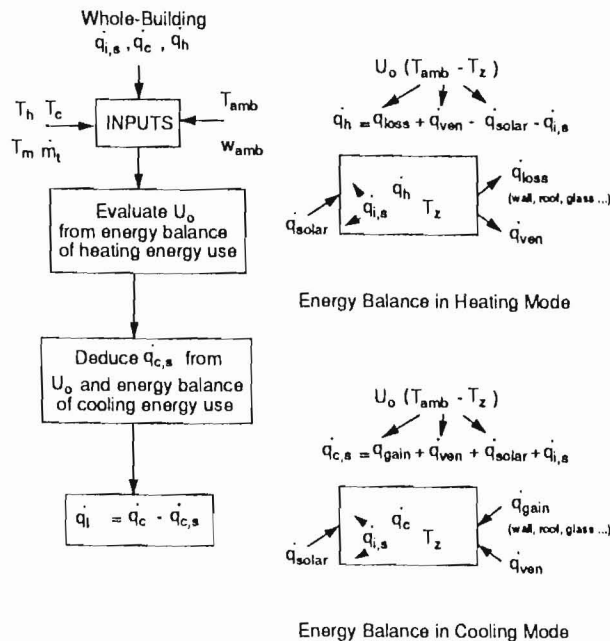 Whole-Building
q̇i,s , q̇c , q̇h
Th Tc
Tm ṁt
INPUTS
Tamb
wamb
Evaluate Uo
from energy balance
of heating energy use
Deduce q̇c,s from
Uo and energy balance
of cooling energy use
q̇l = q̇c - q̇c,s
Uo (Tamb - Tz)
q̇h = q̇loss + q̇ven - q̇solar - q̇i,s
q̇solar
q̇h
q̇i,s
Tz
q̇loss
(wall, roof, glass ...)
q̇ven
Energy Balance in Heating Mode
Uo (Tamb - Tz)
q̇c,s = q̇gain + q̇ven + q̇solar + q̇i,s
q̇solar
q̇c
q̇i,s
Tz
q̇gain
(wall, roof, glass ...)
q̇ven
Energy Balance in Cooling Mode